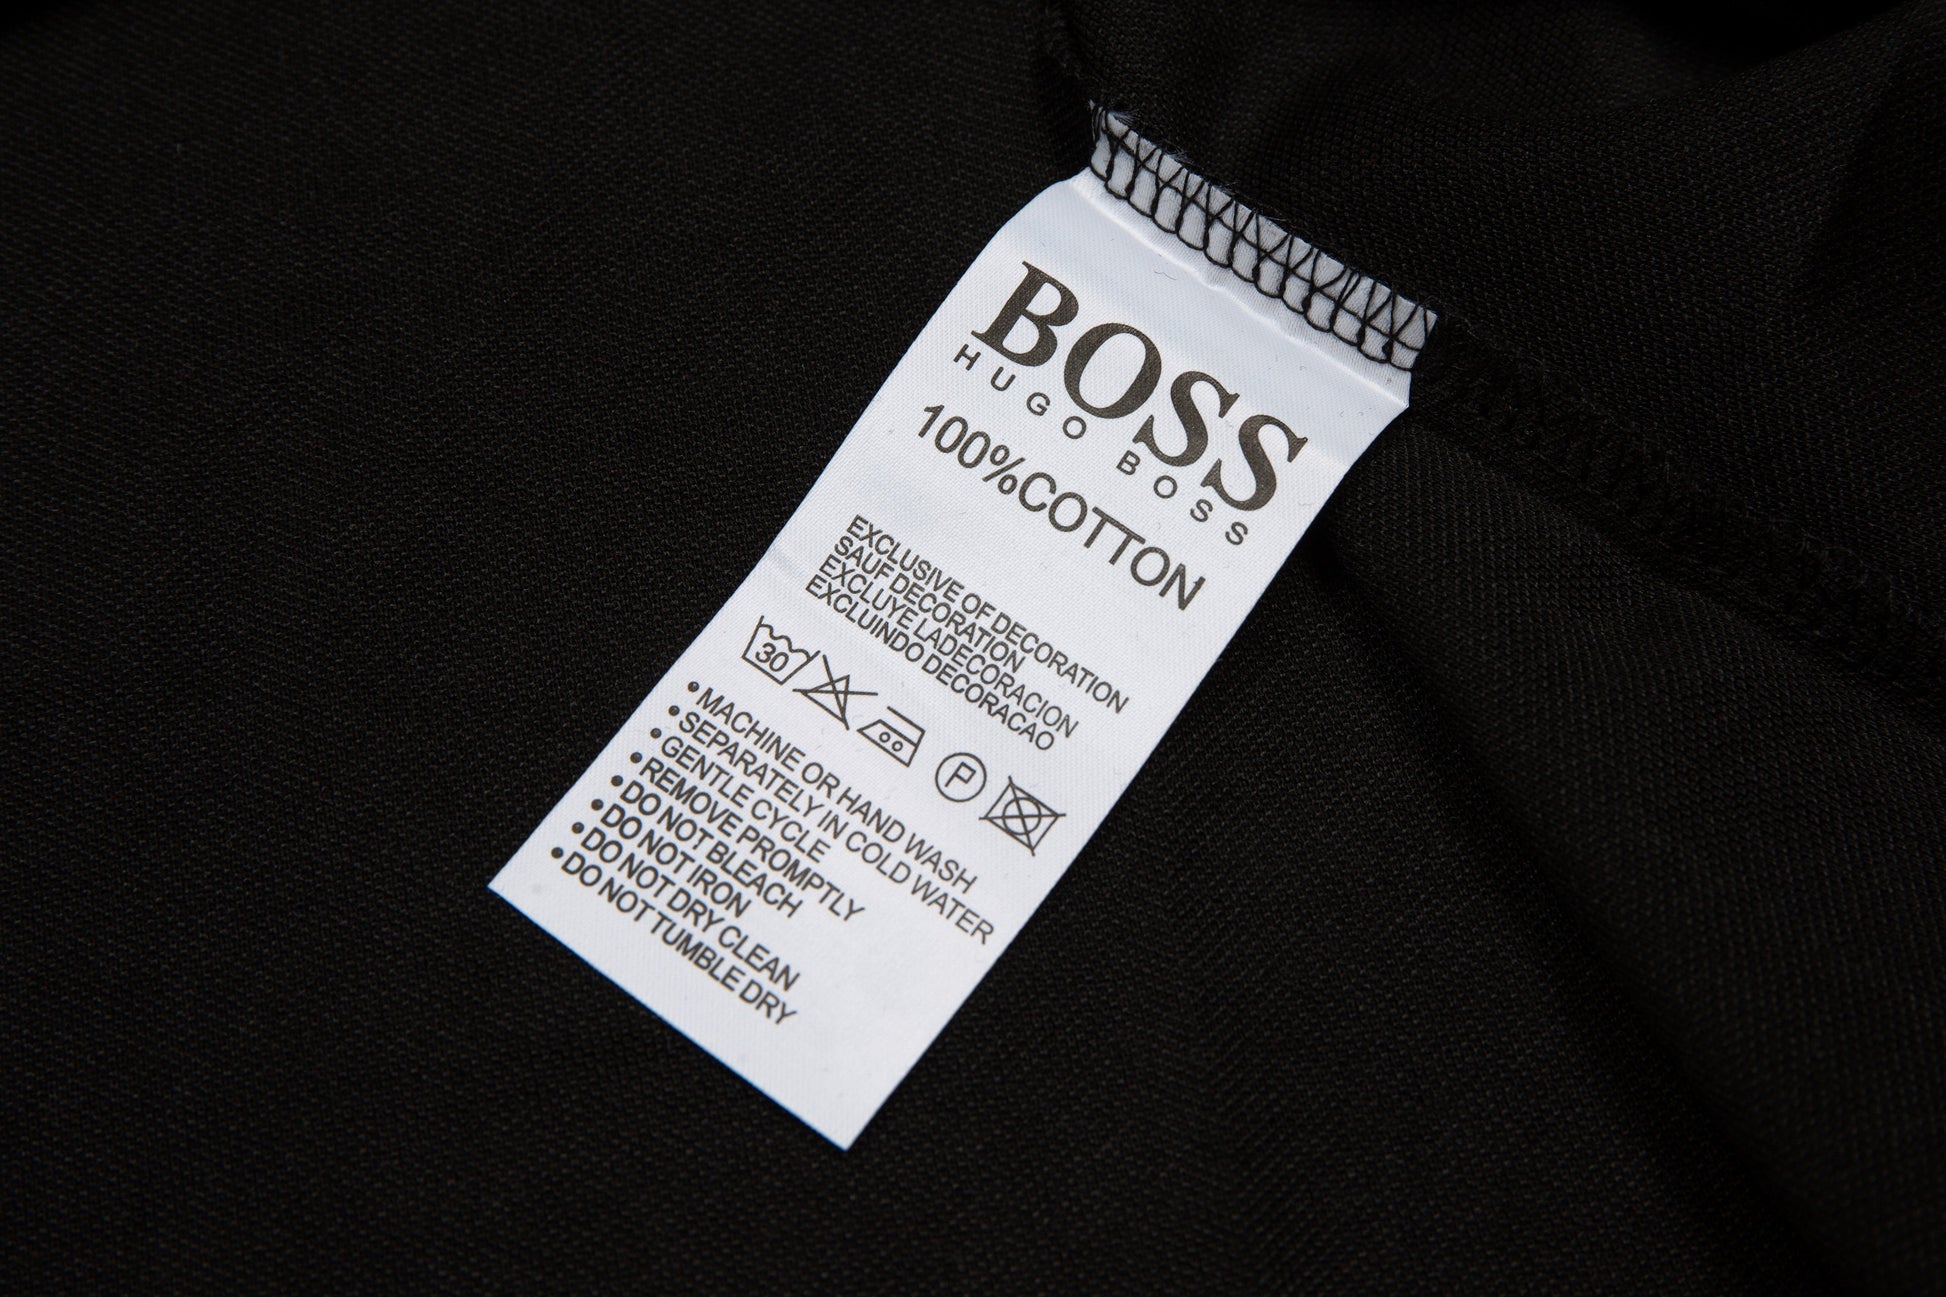 BOSS
HUGO BOSS
100%COTTON
EXCLUSIVE OF DECORATION
SAUF DECORATION
EXCLUYE LADECORACION
EXCLUINDO DECORACAO
30 P
•MACHINE OR HAND WASH
•SEPARATELY IN COLD WATER
•GENTLE CYCLE
•REMOVE PROMPTLY
•DO NOT BLEACH
•DO NOT IRON
•DO NOT DRY CLEAN
•DO NOT TUMBLE DRY